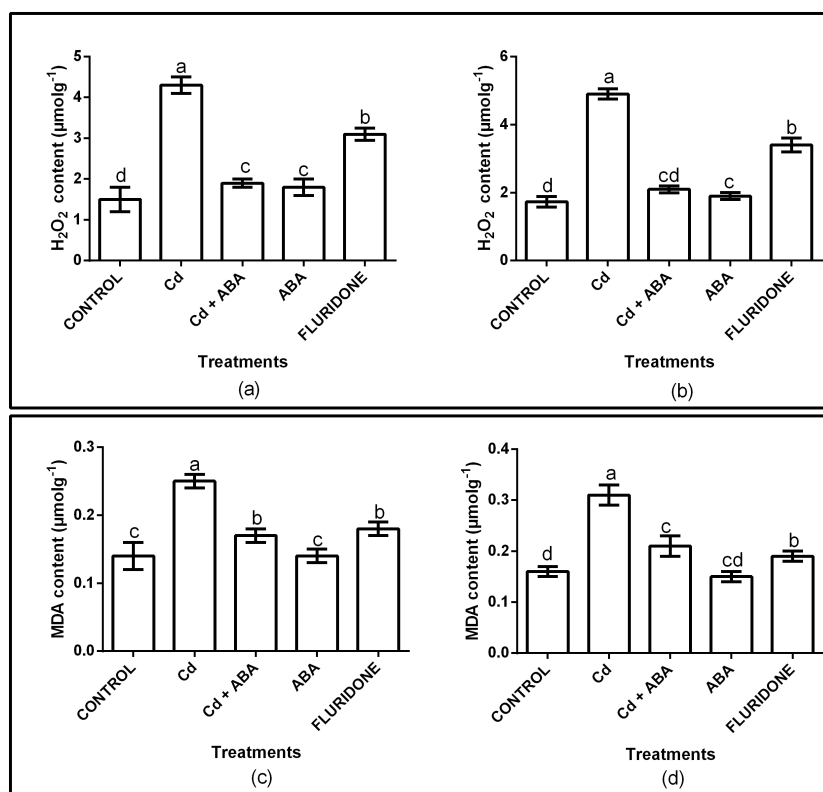 H₂O₂ content (µmolg⁻¹)
5
4
3
2
1
0
d
a
c
c
b
CONTROL
Cd
Cd + ABA
ABA
FLURIDONE
Treatments
(a)
H₂O₂ content (µmolg⁻¹)
6
4
2
0
d
a
cd
c
b
CONTROL
Cd
Cd + ABA
ABA
FLURIDONE
Treatments
(b)
MDA content (µmolg⁻¹)
0.3
0.2
0.1
0.0
c
a
b
c
b
CONTROL
Cd
Cd + ABA
ABA
FLURIDONE
Treatments
(c)
MDA content (µmolg⁻¹)
0.4
0.3
0.2
0.1
0.0
d
a
c
cd
b
CONTROL
Cd
Cd + ABA
ABA
FLURIDONE
Treatments
(d)